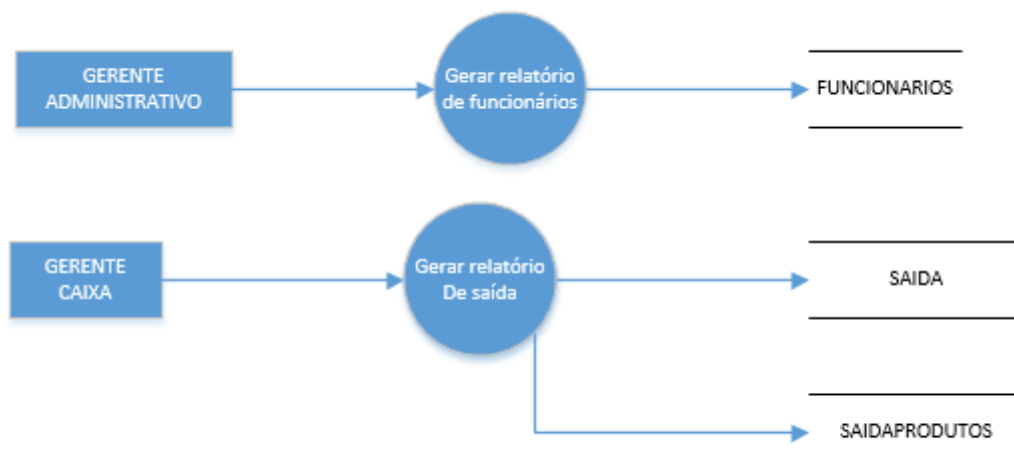 GERENTE
ADMINISTRATIVO
Gerar relatório
de funcionários
FUNCIONARIOS
GERENTE
CAIXA
Gerar relatório
De saída
SAIDA
SAIDAPRODUTOS